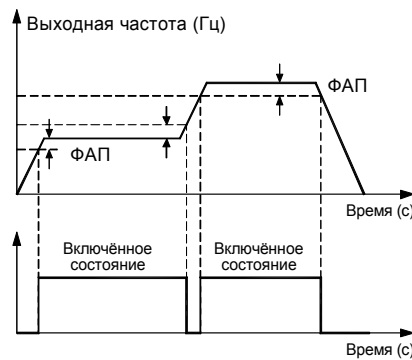 Выходная частота (Гц)
ФАП
ФАП
Время (с)
Включённое
состояние
Включённое
состояние
Время (с)